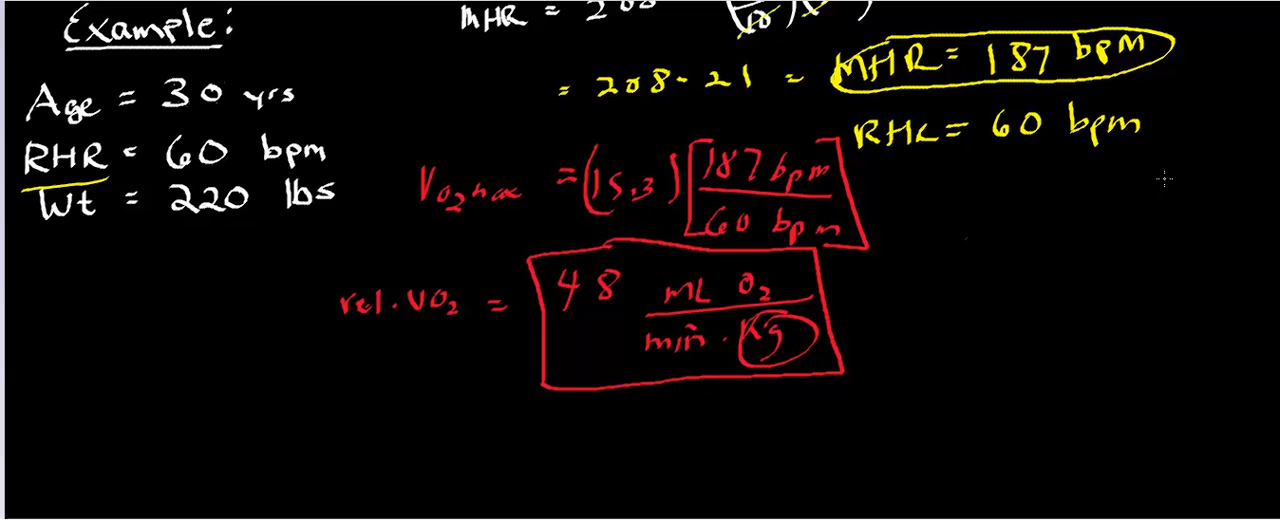 Example:
MHR = 208
Age = 30 yrs
= 208 - 21 = MHR = 187 bpm
RHR = 60 bpm
RHR = 60 bpm
Wt = 220 lbs
VO2max = (15.3) [187 bpm
60 bpm]
rel. VO2 = 48 mL O2
min . Kg